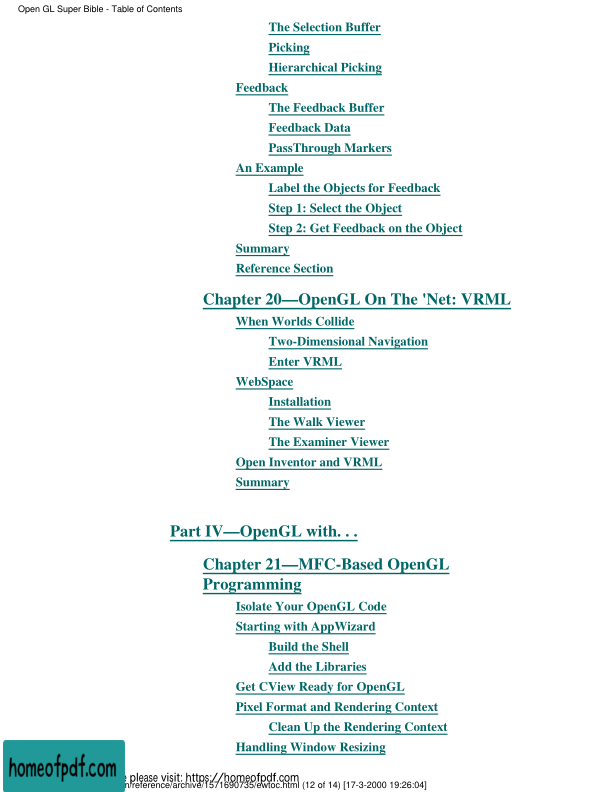 Open GL Super Bible - Table of Contents
The Selection Buffer
Picking
Hierarchical Picking
Feedback
The Feedback Buffer
Feedback Data
PassThrough Markers
An Example
Label the Objects for Feedback
Step 1: Select the Object
Step 2: Get Feedback on the Object
Summary
Reference Section
Chapter 20—OpenGL On The 'Net: VRML
When Worlds Collide
Two-Dimensional Navigation
Enter VRML
WebSpace
Installation
The Walk Viewer
The Examiner Viewer
Open Inventor and VRML
Summary
Part IV—OpenGL with. . .
Chapter 21—MFC-Based OpenGL
Programming
Isolate Your OpenGL Code
Starting with AppWizard
Build the Shell
Add the Libraries
Get CView Ready for OpenGL
Pixel Format and Rendering Context
Clean Up the Rendering Context
Handling Window Resizing
homeofpdf.com
please visit: https://homeofpdf.com
/reference/archive/1571690735/ewtoc.html (12 of 14) [17-3-2000 19:26:04]